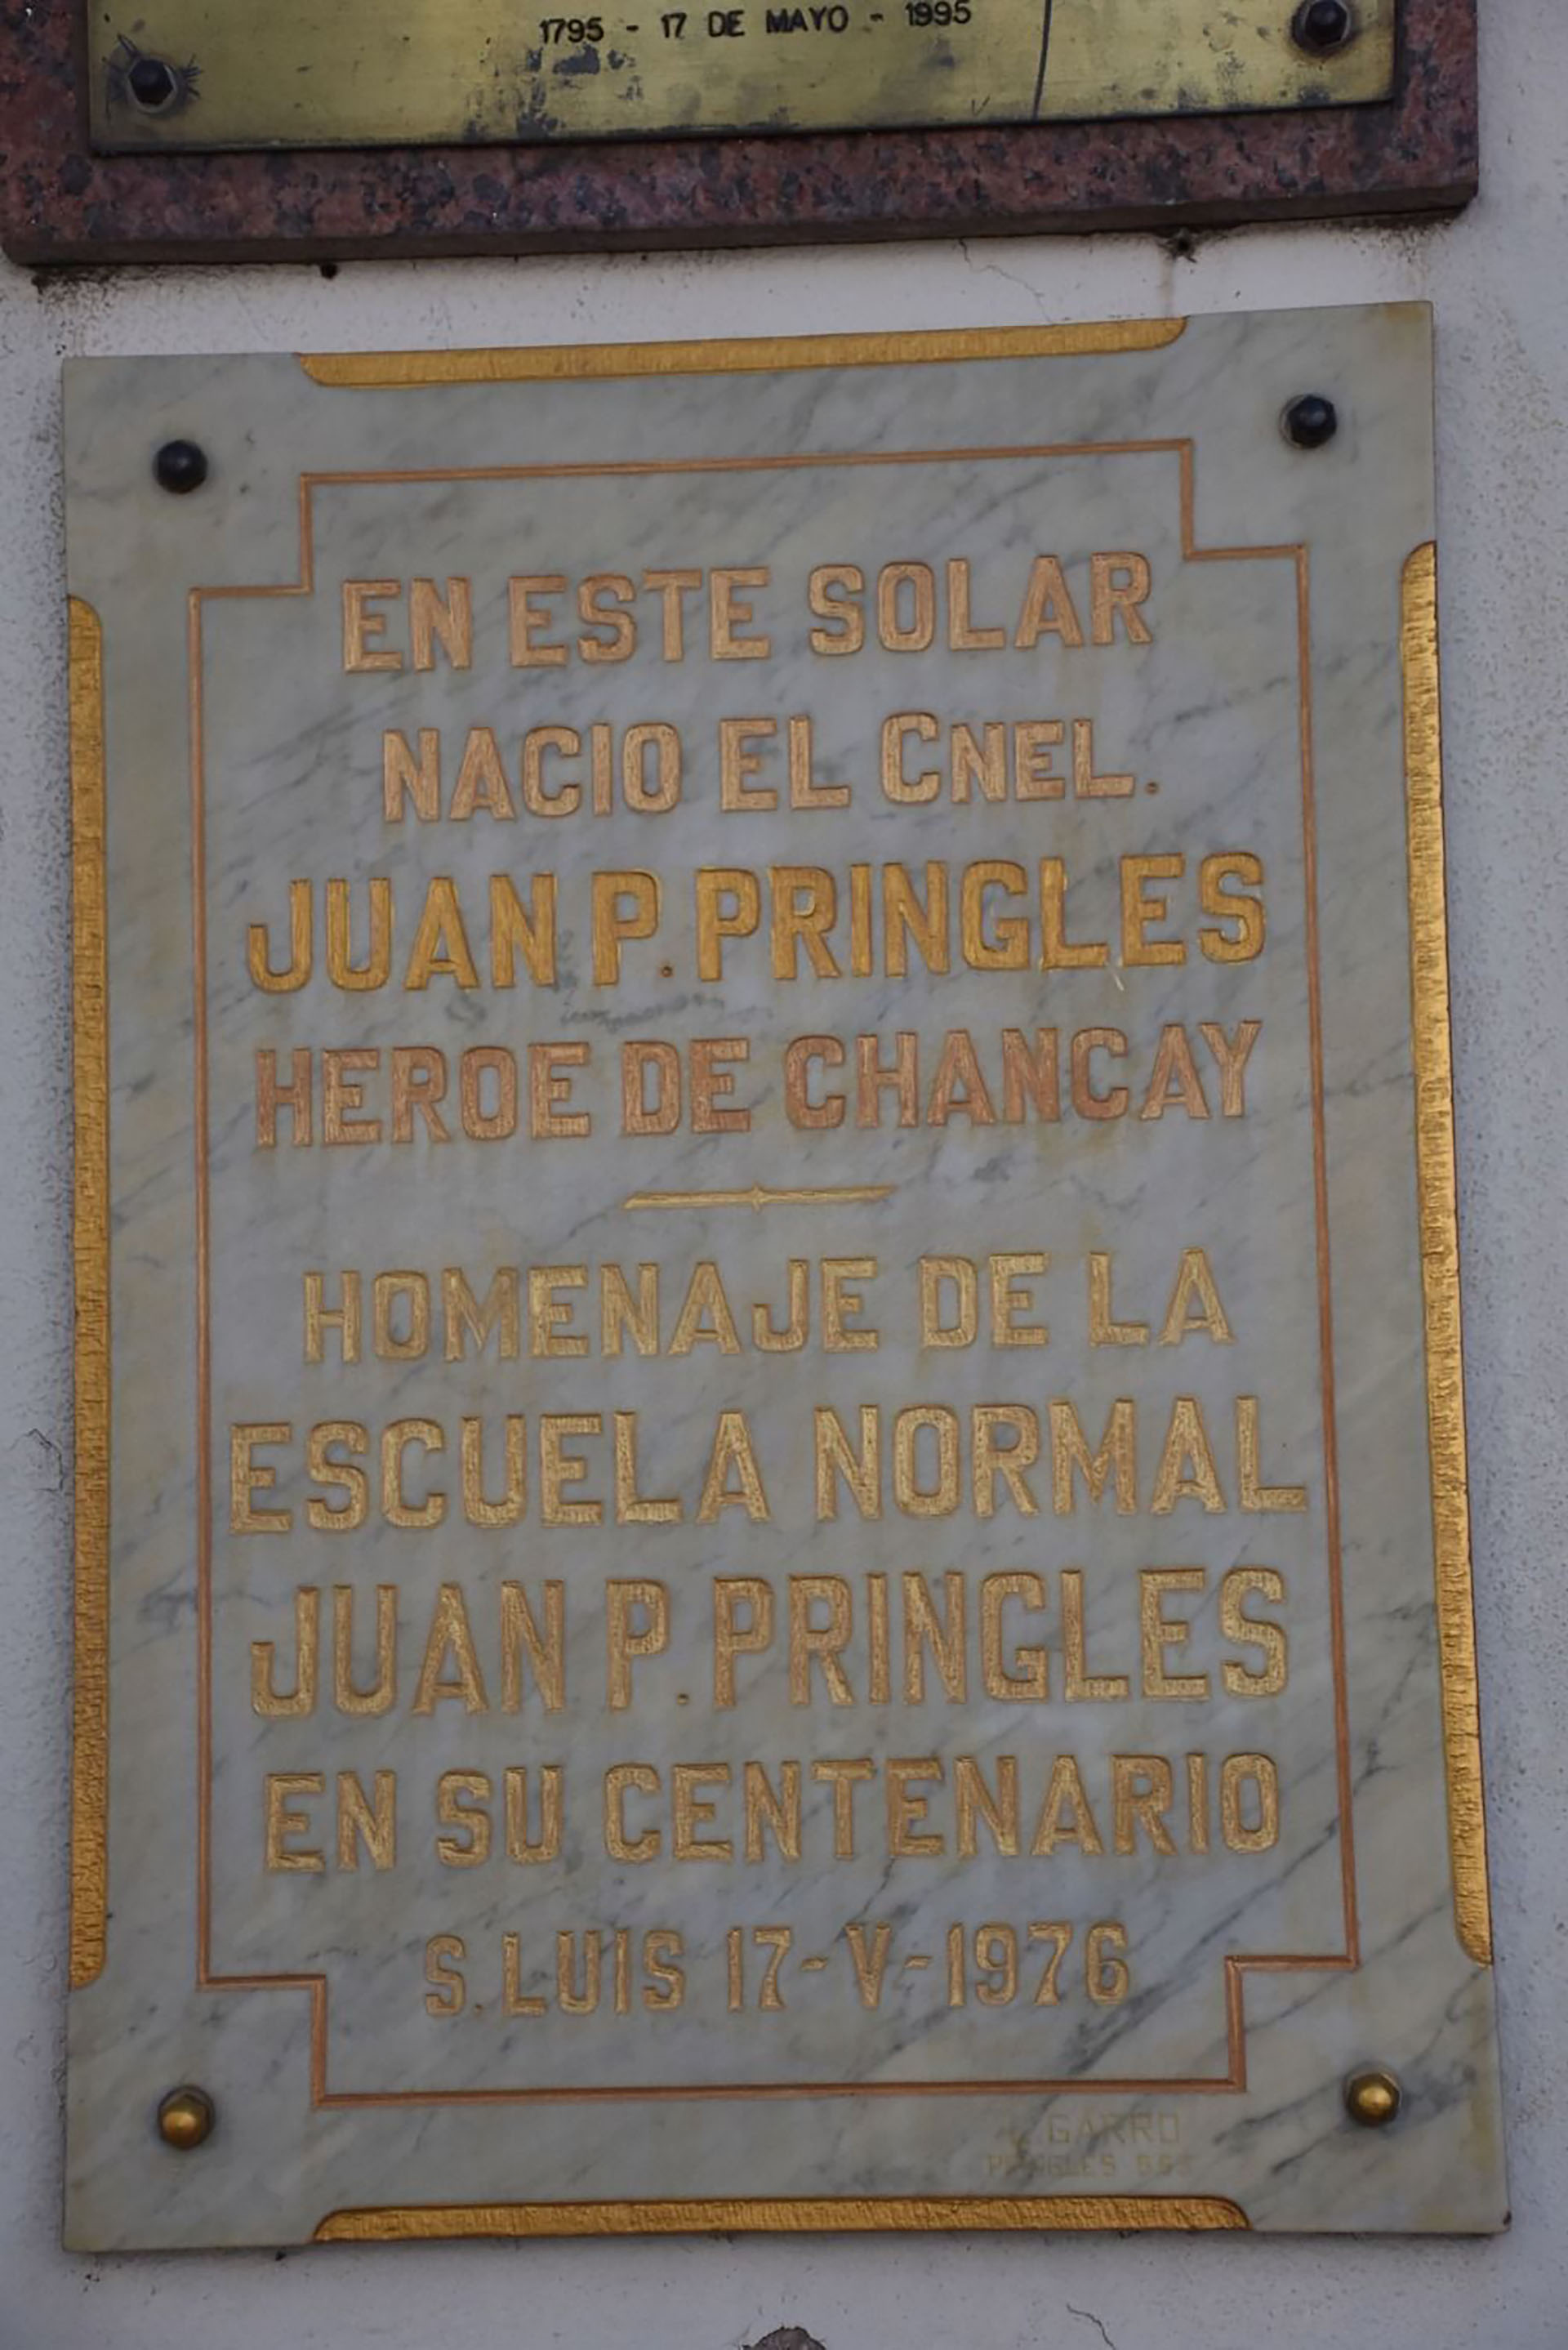 1795 - 17 DE MAYO - 1995
EN ESTE SOLAR
NACIO EL CNEL.
JUAN P. PRINGLES
HEROE DE CHANCAY
HOMENAJE DE LA
ESCUELA NORMAL
JUAN P. PRINGLES
EN SU CENTENARIO
S. LUIS 17-V-1976
GARRO
PRINGLES